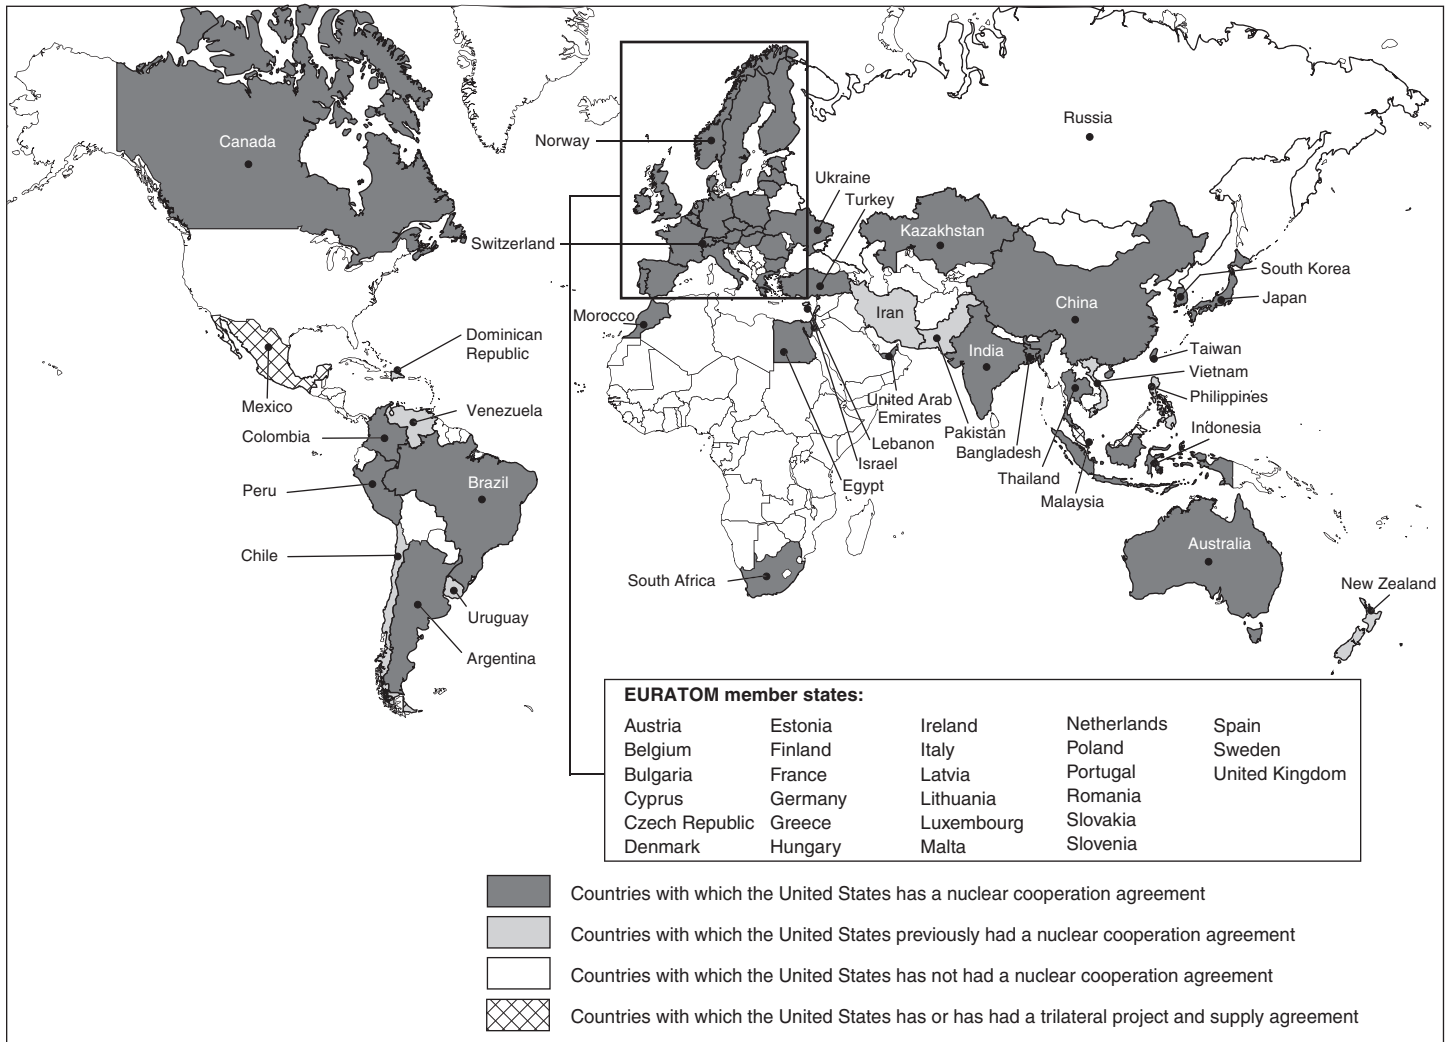 Canada
Russia
Norway
Ukraine
Turkey
Kazakhstan
Switzerland
South Korea
Japan
China
Iran
Morocco
Dominican
Republic
India
Taiwan
Vietnam
Philippines
Mexico
Venezuela
United Arab
Emirates
Colombia
Lebanon
Pakistan
Bangladesh
Indonesia
Israel
Egypt
Thailand
Malaysia
Peru
Brazil
Chile
Australia
South Africa
New Zealand
Uruguay
Argentina
EURATOM member states:
Austria
Belgium
Bulgaria
Cyprus
Czech Republic
Denmark
Estonia
Finland
France
Germany
Greece
Hungary
Ireland
Italy
Latvia
Lithuania
Luxembourg
Malta
Netherlands
Poland
Portugal
Romania
Slovakia
Slovenia
Spain
Sweden
United Kingdom
Countries with which the United States has a nuclear cooperation agreement
Countries with which the United States previously had a nuclear cooperation agreement
Countries with which the United States has not had a nuclear cooperation agreement
Countries with which the United States has or has had a trilateral project and supply agreement